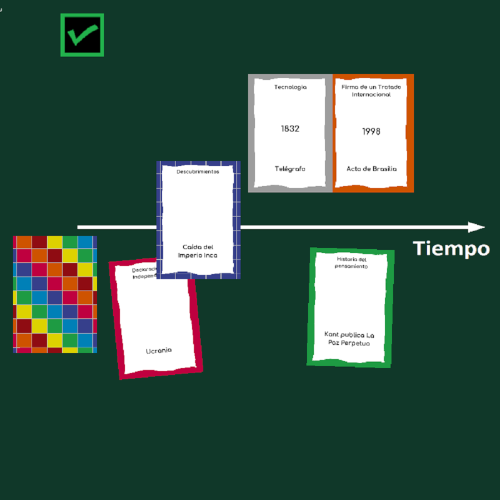 Tecnología
1832
Telégrafo
Firma de un Tratado
Internacional
1998
Acta de Brasilia
Descubrimientos
Caída del
Imperio Inca
Tiempo
Ucrania
Historia del
pensamiento
Kant publica La
Paz Perpetua